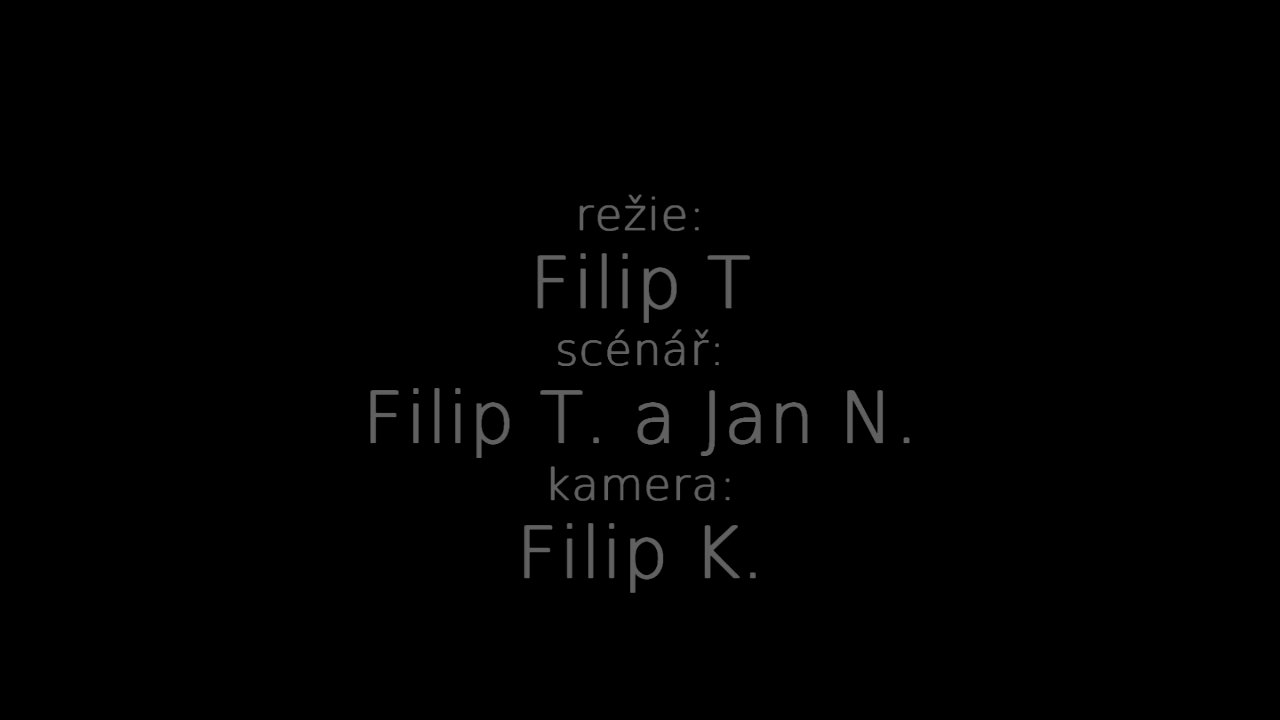 režie:
Filip T
scénář:
Filip T. a Jan N.
kamera:
Filip K.